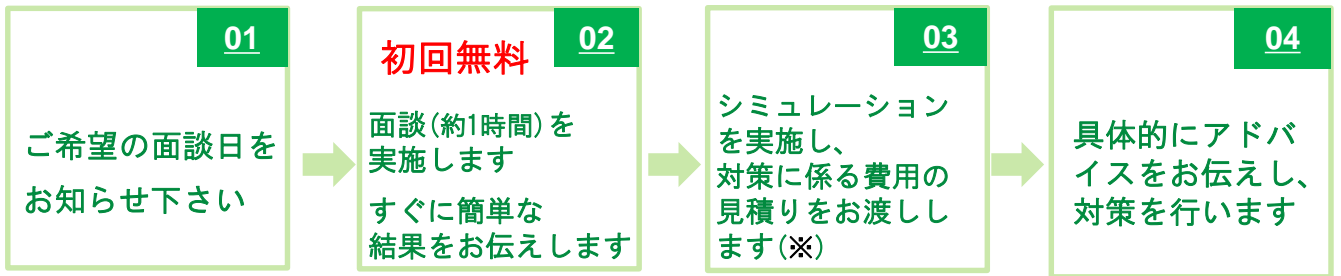 01
ご希望の面談日を
お知らせ下さい
02
初回無料
面談(約1時間)を
実施します
すぐに簡単な
結果をお伝えします
03
シミュレーション
を実施し、
対策に係る費用の
見積りをお渡しし
ます(※)
04
具体的にアドバ
イスをお伝えし、
対策を行います